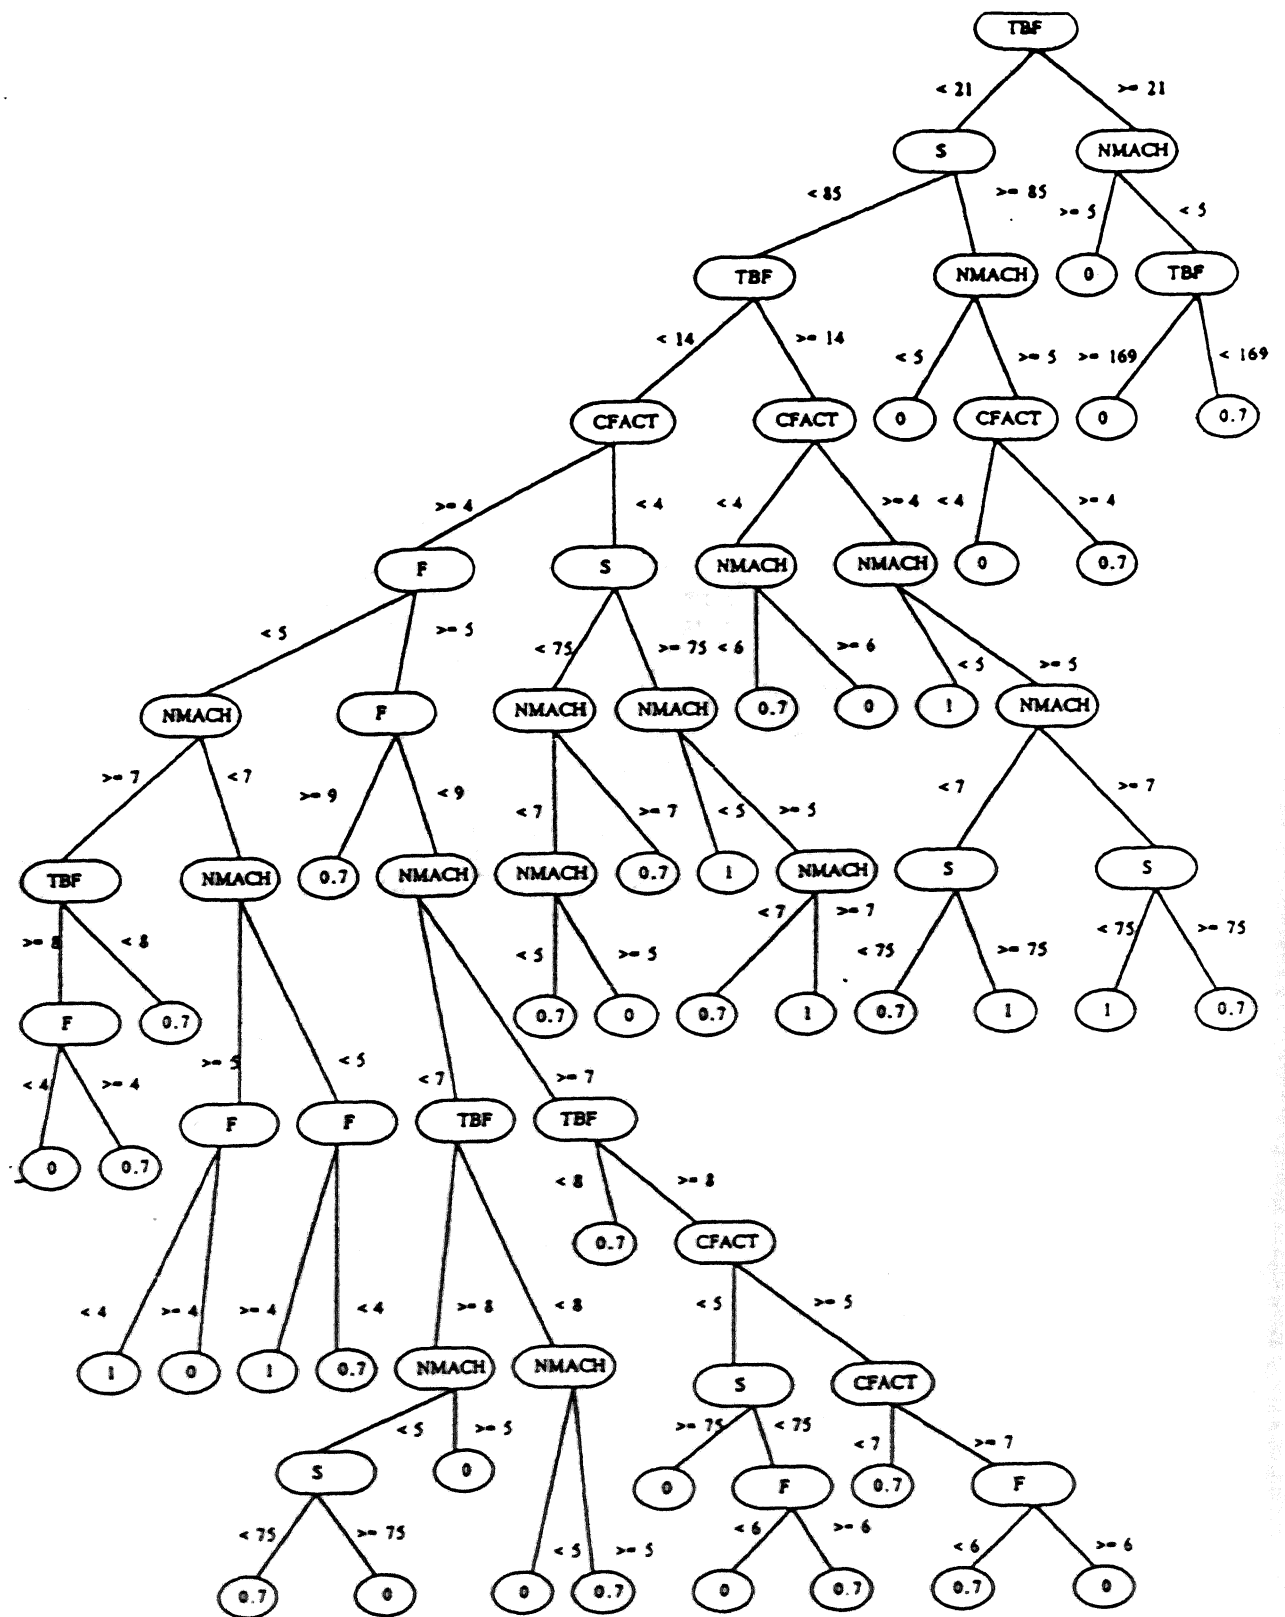 TBF
< 21 >= 21
S NMACH
< 85 >= 85 >= 5 < 5
TBF NMACH 0 TBF
< 14 >= 14 < 5 >= 5 >= 169 < 169
CFACT CFACT 0 CFACT 0 0.7
>= 4 < 4 < 4 >= 4 < 4 >= 4
F S NMACH NMACH 0 0.7
< 5 >= 5 < 75 >= 75 < 6 >= 6 < 5 >= 5
NMACH F NMACH NMACH 0.7 0 1 NMACH
>= 7 < 7 >= 9 < 9 < 7 >= 7 < 5 >= 5 < 7 >= 7
TBF NMACH 0.7 NMACH NMACH 0.7 1 NMACH S S
>= 8 < 8 < 5 >= 5 < 7 >= 7 < 75 >= 75 < 75 >= 75
F 0.7 0.7 0 0.7 1 0.7 1 1 0.7
< 4 >= 4 >= 5 < 5 < 7 >= 7
F F TBF TBF
0 0.7 < 8 >= 8
0.7 CFACT
< 4 >= 4 >= 4 < 4 >= 8 < 8 < 5 >= 5
1 0 1 0.7 NMACH NMACH S CFACT
< 5 >= 5 >= 75 < 75 < 7 >= 7
S 0 0 F 0.7 F
< 75 >= 75 < 5 >= 5 < 6 >= 6 < 6 >= 6
0.7 0 0 0.7 0 0.7 0.7 0